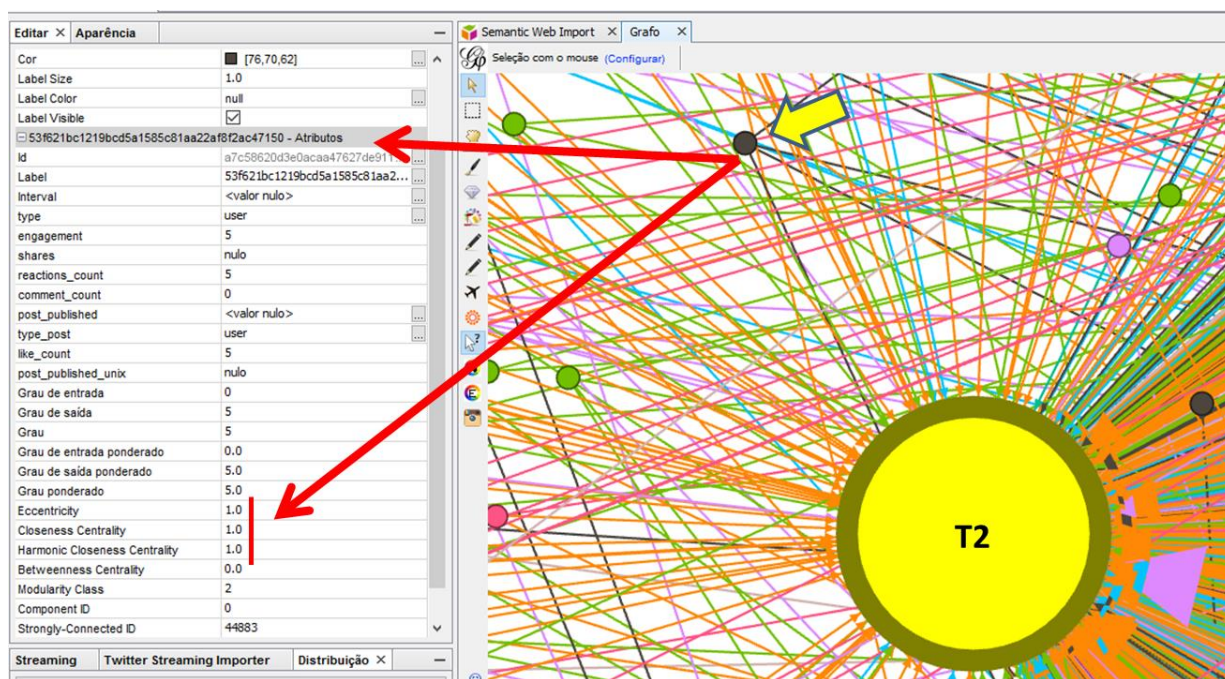 Editar × Aparência
Cor [76,70,62] ...
Label Size 1.0
Label Color null ...
Label Visible
53f621bc1219bcd5a1585c81aa22af8f2ac47150 - Atributos
Id a7c58620d3e0acaa47627de911... ...
Label 53f621bc1219bcd5a1585c81aa2... ...
Interval <valor nulo> ...
type user ...
engagement 5
shares nulo
reactions_count 5
comment_count 0
post_published <valor nulo> ...
type_post user ...
like_count 5
post_published_unix nulo
Grau de entrada 0
Grau de saída 5
Grau 5
Grau de entrada ponderado 0.0
Grau de saída ponderado 5.0
Grau ponderado 5.0
Eccentricity 1.0
Closeness Centrality 1.0
Harmonic Closeness Centrality 1.0
Betweenness Centrality 0.0
Modularity Class 2
Component ID 0
Strongly-Connected ID 44883
Streaming Twitter Streaming Importer Distribuição ×
Semantic Web Import × Grafo ×
Seleção com o mouse (Configurar)
T2